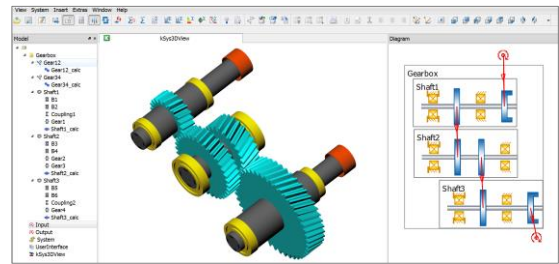 View System Insert Extras Window Help
Model
kSys3DView
Diagram
Gearbox
Gear12
Gear12_calc
Gear34
Gear34_calc
Shaft1
B1
B2
Coupling1
Gear1
Shaft1_calc
Shaft2
B3
B4
Gear2
Gear3
Shaft2_calc
Shaft3
B5
B6
Coupling2
Gear4
Shaft3_calc
Input
Output
System
UserInterface
kSys3DView
Gearbox
Shaft1
Shaft2
Shaft3